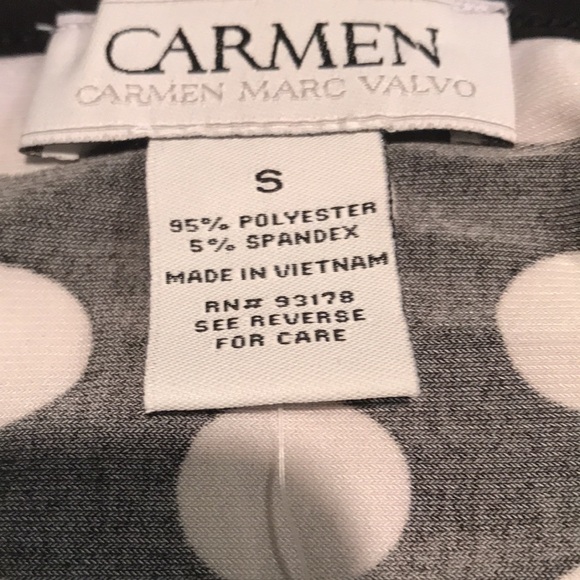 CARMEN
CARMEN MARC VALVO
S
95% POLYESTER
5% SPANDEX
MADE IN VIETNAM
RN# 93178
SEE REVERSE
FOR CARE